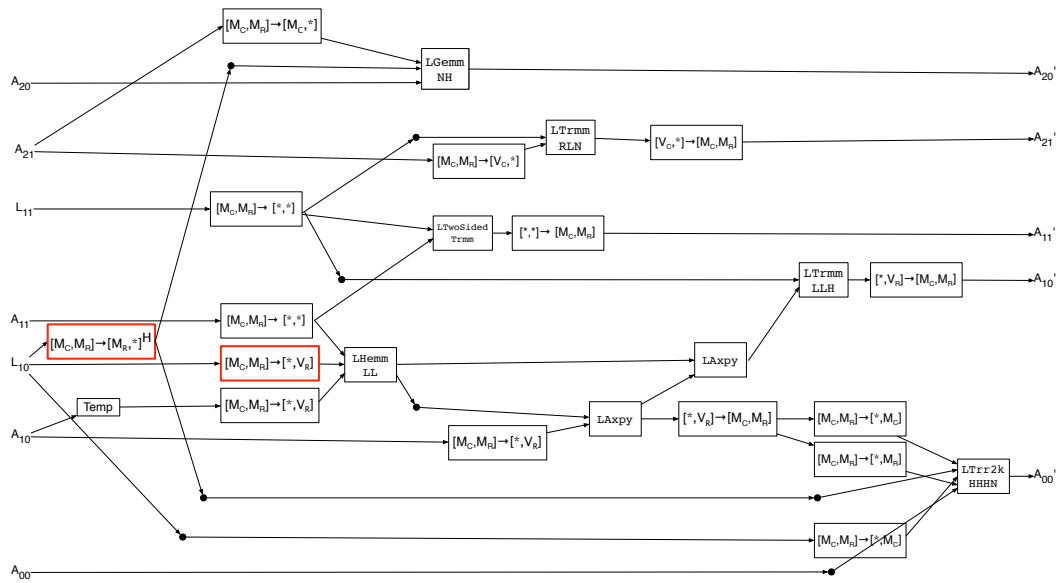 [M_C,M_R]→[M_C,*]
LGemm
NH
A_20
A_20'
A_21
[M_C,M_R]→[V_C,*]
LTrmm
RLN
[V_C,*]→[M_C,M_R]
A_21'
L_11
[M_C,M_R]→ [*,*]
LTwoSided
Trmm
[*,*]→ [M_C,M_R]
A_11'
LTrmm
LLH
[*,V_R]→[M_C,M_R]
A_10'
A_11
[M_C,M_R]→ [*,*]
[M_C,M_R]→[M_R,*]^H
L_10
[M_C,M_R]→[*,V_R]
LHemm
LL
LAxpy
Temp
[M_C,M_R]→[*,V_R]
A_10
[M_C,M_R]→[*,V_R]
LAxpy
[*,V_R]→[M_C,M_R]
[M_C,M_R]→[*,M_C]
[M_C,M_R]→[*,M_R]
LTrr2k
HHHN
A_00'
[M_C,M_R]→[*,M_C]
A_00